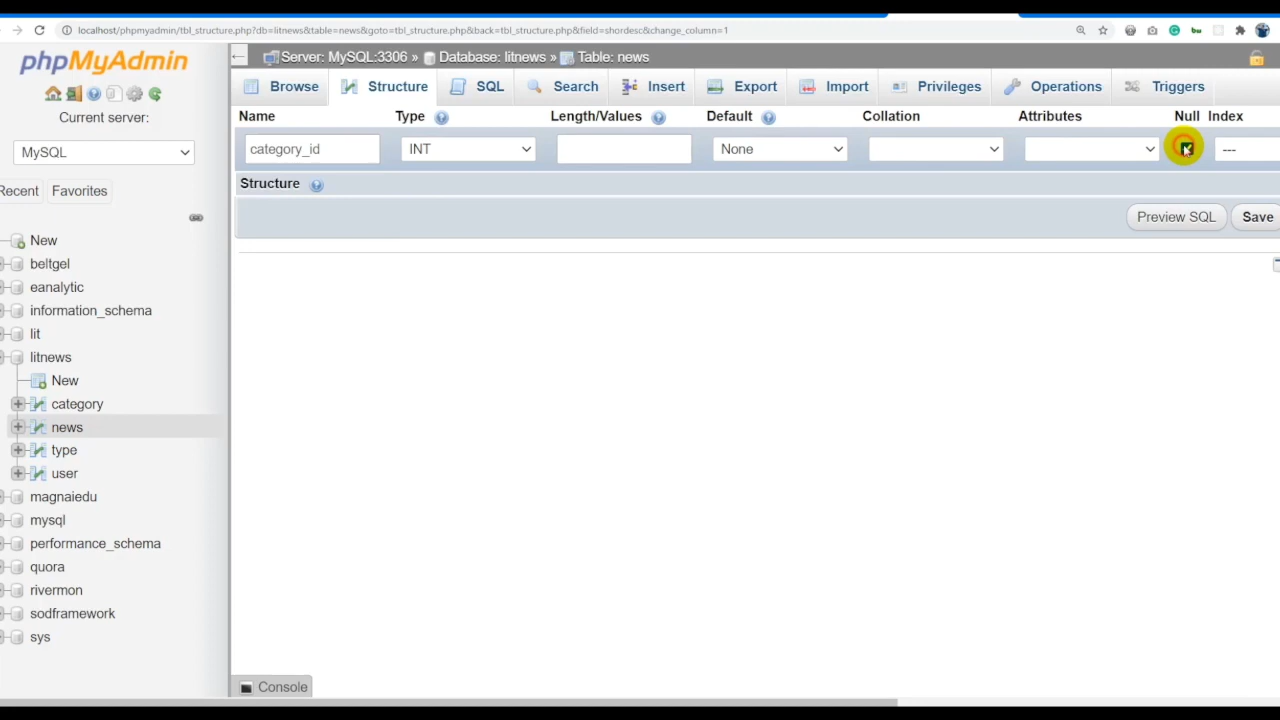 localhost/phpmyadmin/tbl_structure.php?db=litnews&table=news&goto=tbl_structure.php&back=tbl_structure.php&field=shordesc&change_column=1
phpMyAdmin
Current server:
MySQL
Recent Favorites
New
beltgel
eanalytic
information_schema
lit
litnews
New
category
news
type
user
magnaiedu
mysql
performance_schema
quora
rivermon
sodframework
sys
Server: MySQL:3306 » Database: litnews » Table: news
Browse Structure SQL Search Insert Export Import Privileges Operations Triggers
Name Type Length/Values Default Collation Attributes Null Index
category_id INT None ---
Structure
Preview SQL Save
Console